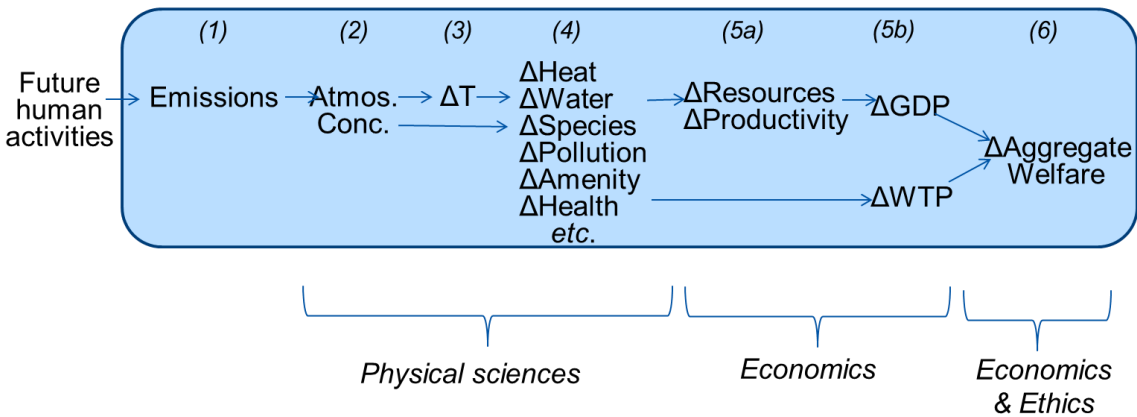 (1)
(2)
(3)
(4)
(5a)
(5b)
(6)
Future
human
activities
Emissions
Atmos.
Conc.
ΔT
ΔHeat
ΔWater
ΔSpecies
ΔPollution
ΔAmenity
ΔHealth
etc.
ΔResources
ΔProductivity
ΔGDP
ΔWTP
ΔAggregate
Welfare
Physical sciences
Economics
Economics
& Ethics